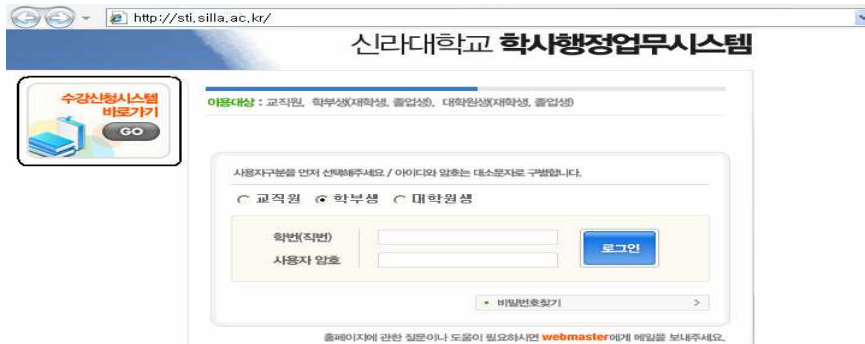 http://sti.silla.ac.kr/
신라대학교 학사행정업무시스템
수강신청시스템
바로가기
GO
이용대상 : 교직원, 학부생(재학생, 졸업생), 대학원생(재학생, 졸업생)
사용자구분을 먼저 선택해주세요 / 아이디와 암호는 대소문자로 구별합니다.
교직원 학부생 대학원생
학번(직번)
사용자 암호
로그인
비밀번호찾기 >
홈페이지에 관한 질문이나 도움이 필요하시면 webmaster에게 메일을 보내주세요.